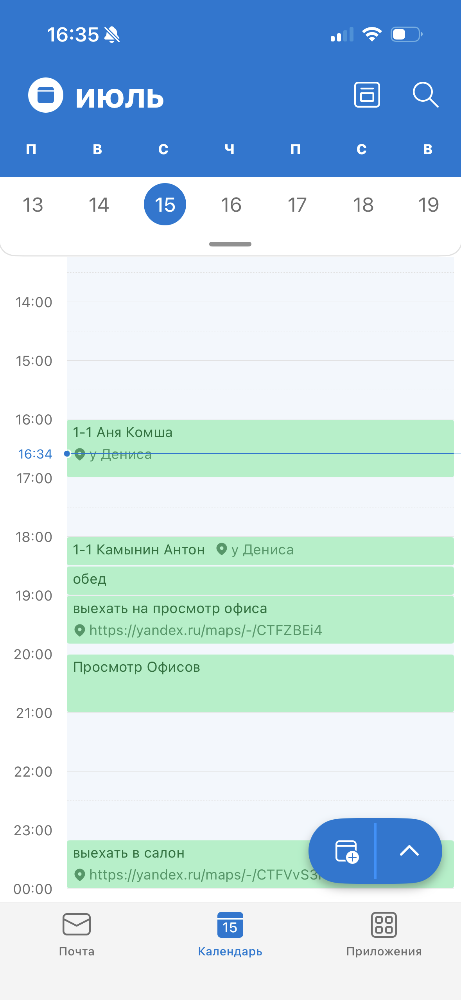 16:35
июль
п в с ч п с в
13 14 15 16 17 18 19
14:00
15:00
16:00
1-1 Аня Комша
16:34
у Дениса
17:00
18:00
1-1 Камынин Антон у Дениса
обед
19:00
выехать на просмотр офиса
https://yandex.ru/maps/-/CTFZBEi4
20:00
Просмотр Офисов
21:00
22:00
23:00
выехать в салон
https://yandex.ru/maps/-/CTFVvS3
00:00
15
Почта Календарь Приложения